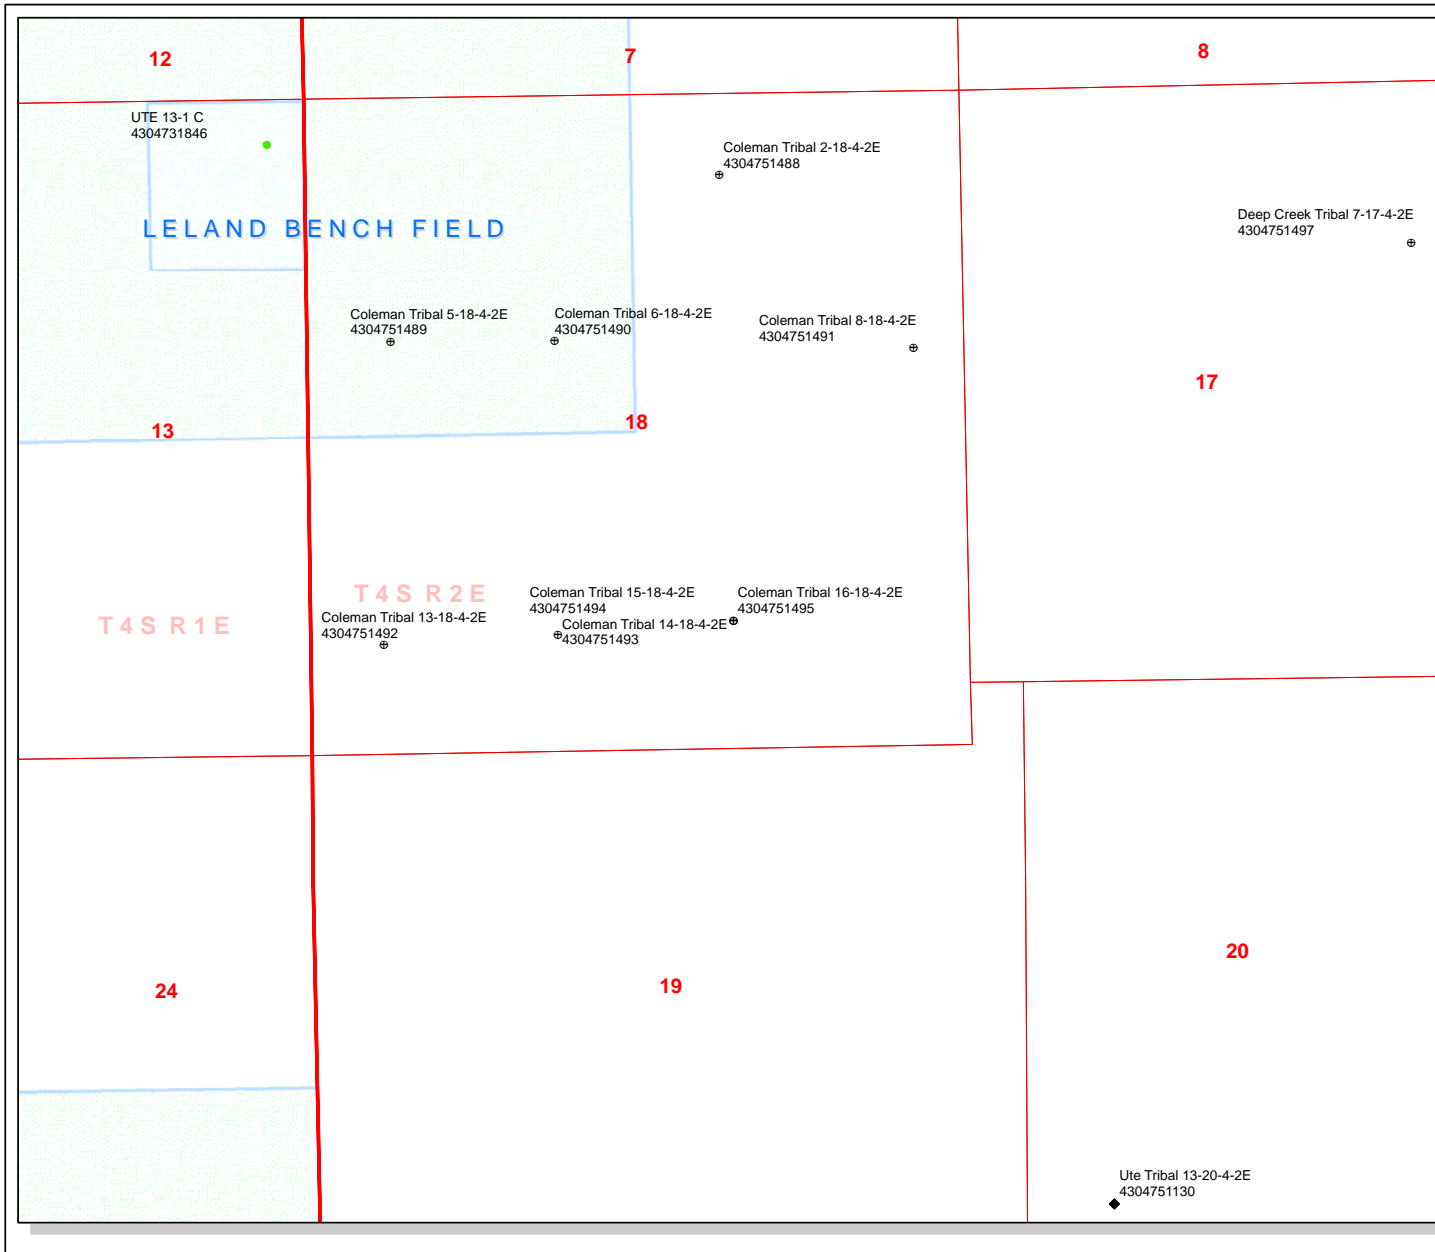 12
7
8
UTE 13-1 C
4304731846
Coleman Tribal 2-18-4-2E
4304751488
Deep Creek Tribal 7-17-4-2E
4304751497
LELAND BENCH FIELD
Coleman Tribal 5-18-4-2E
4304751489
Coleman Tribal 6-18-4-2E
4304751490
Coleman Tribal 8-18-4-2E
4304751491
17
13
18
T4S R1E
T4S R2E
Coleman Tribal 13-18-4-2E
4304751492
Coleman Tribal 15-18-4-2E
4304751494
Coleman Tribal 14-18-4-2E
4304751493
Coleman Tribal 16-18-4-2E
4304751495
24
19
20
Ute Tribal 13-20-4-2E
4304751130